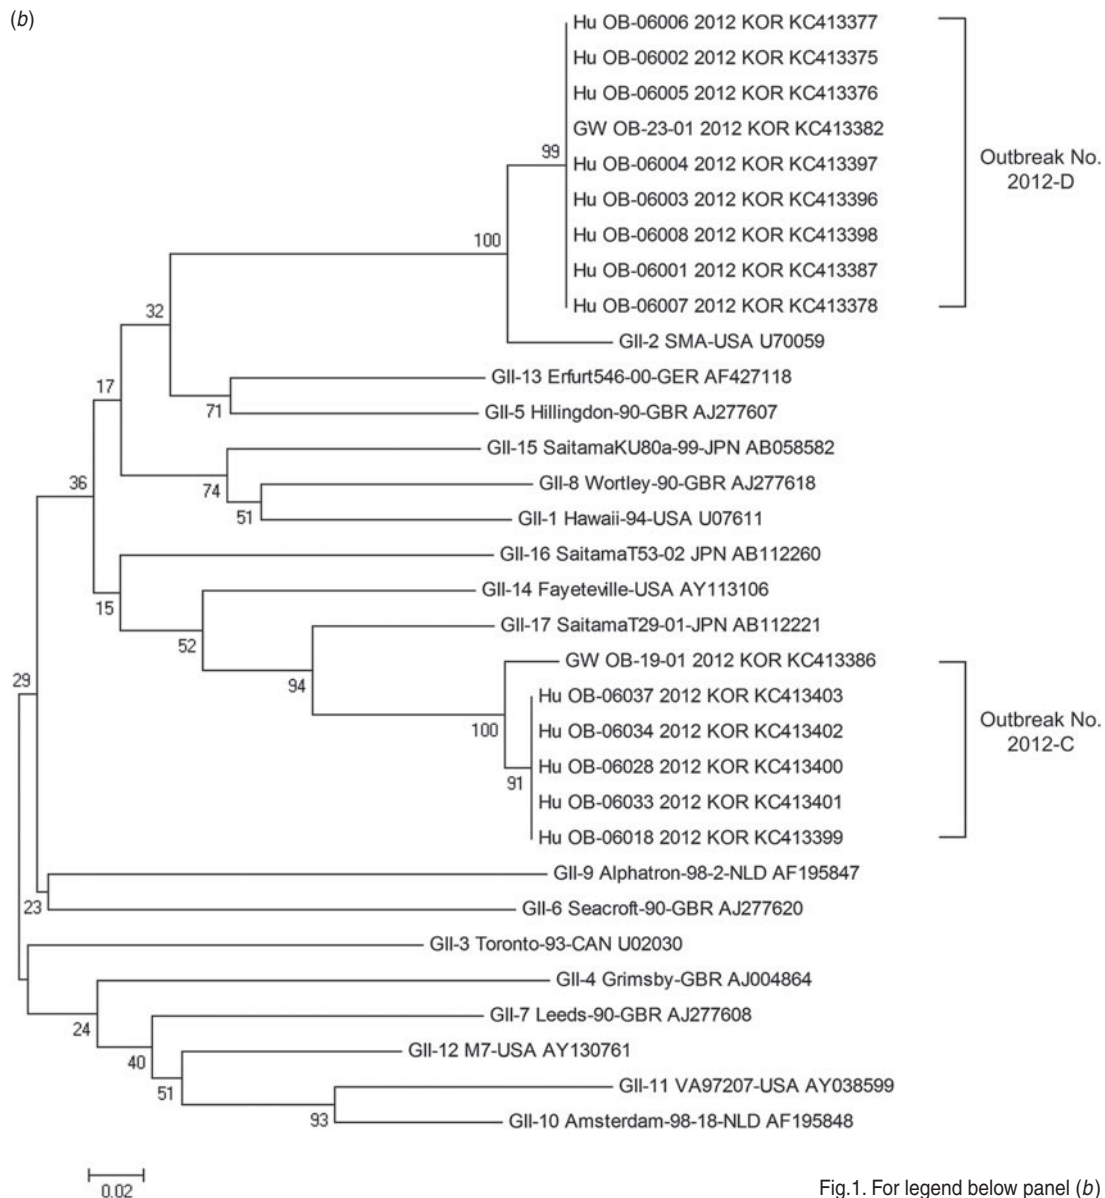 (b)
Hu OB-06006 2012 KOR KC413377
Hu OB-06002 2012 KOR KC413375
Hu OB-06005 2012 KOR KC413376
GW OB-23-01 2012 KOR KC413382
99
Hu OB-06004 2012 KOR KC413397
Outbreak No.
2012-D
Hu OB-06003 2012 KOR KC413396
Hu OB-06008 2012 KOR KC413398
100
Hu OB-06001 2012 KOR KC413387
Hu OB-06007 2012 KOR KC413378
32
GII-2 SMA-USA U70059
GII-13 Erfurt546-00-GER AF427118
17
71
GII-5 Hillingdon-90-GBR AJ277607
GII-15 SaitamaKU80a-99-JPN AB058582
36
74
GII-8 Wortley-90-GBR AJ277618
51
GII-1 Hawaii-94-USA U07611
GII-16 SaitamaT53-02 JPN AB112260
15
GII-14 Fayeteville-USA AY113106
52
GII-17 SaitamaT29-01-JPN AB112221
29
94
GW OB-19-01 2012 KOR KC413386
Hu OB-06037 2012 KOR KC413403
100
Hu OB-06034 2012 KOR KC413402
Outbreak No.
2012-C
91
Hu OB-06028 2012 KOR KC413400
Hu OB-06033 2012 KOR KC413401
Hu OB-06018 2012 KOR KC413399
GII-9 Alphatron-98-2-NLD AF195847
23
GII-6 Seacroft-90-GBR AJ277620
GII-3 Toronto-93-CAN U02030
GII-4 Grimsby-GBR AJ004864
24
GII-7 Leeds-90-GBR AJ277608
40
GII-12 M7-USA AY130761
51
GII-11 VA97207-USA AY038599
93
GII-10 Amsterdam-98-18-NLD AF195848
0.02
Fig.1. For legend below panel (b)